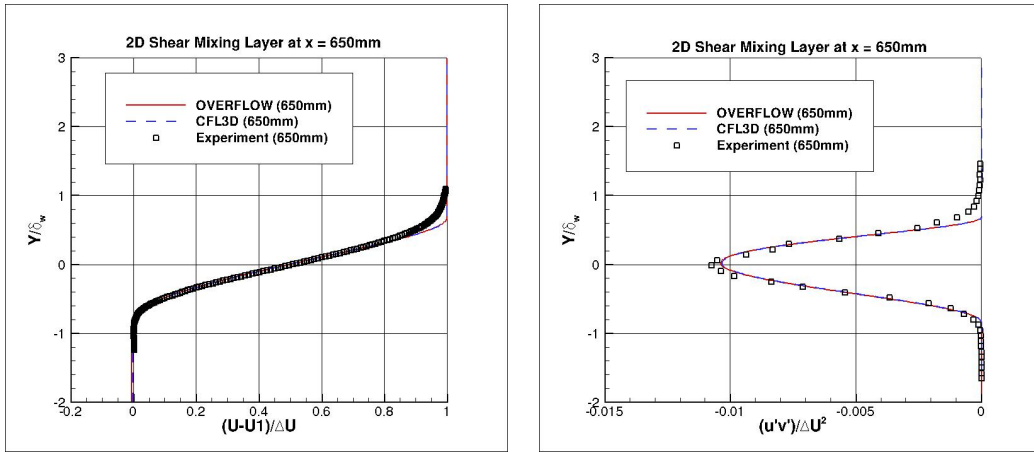 2D Shear Mixing Layer at x = 650mm
OVERFLOW (650mm)
CFL3D (650mm)
Experiment (650mm)
Y/δw
3
2
1
0
-1
-2
-0.2
0
0.2
0.4
0.6
0.8
1
(U-U1)/ΔU
2D Shear Mixing Layer at x = 650mm
OVERFLOW (650mm)
CFL3D (650mm)
Experiment (650mm)
Y/δw
3
2
1
0
-1
-2
-0.015
-0.01
-0.005
0
(u'v')/ΔU²